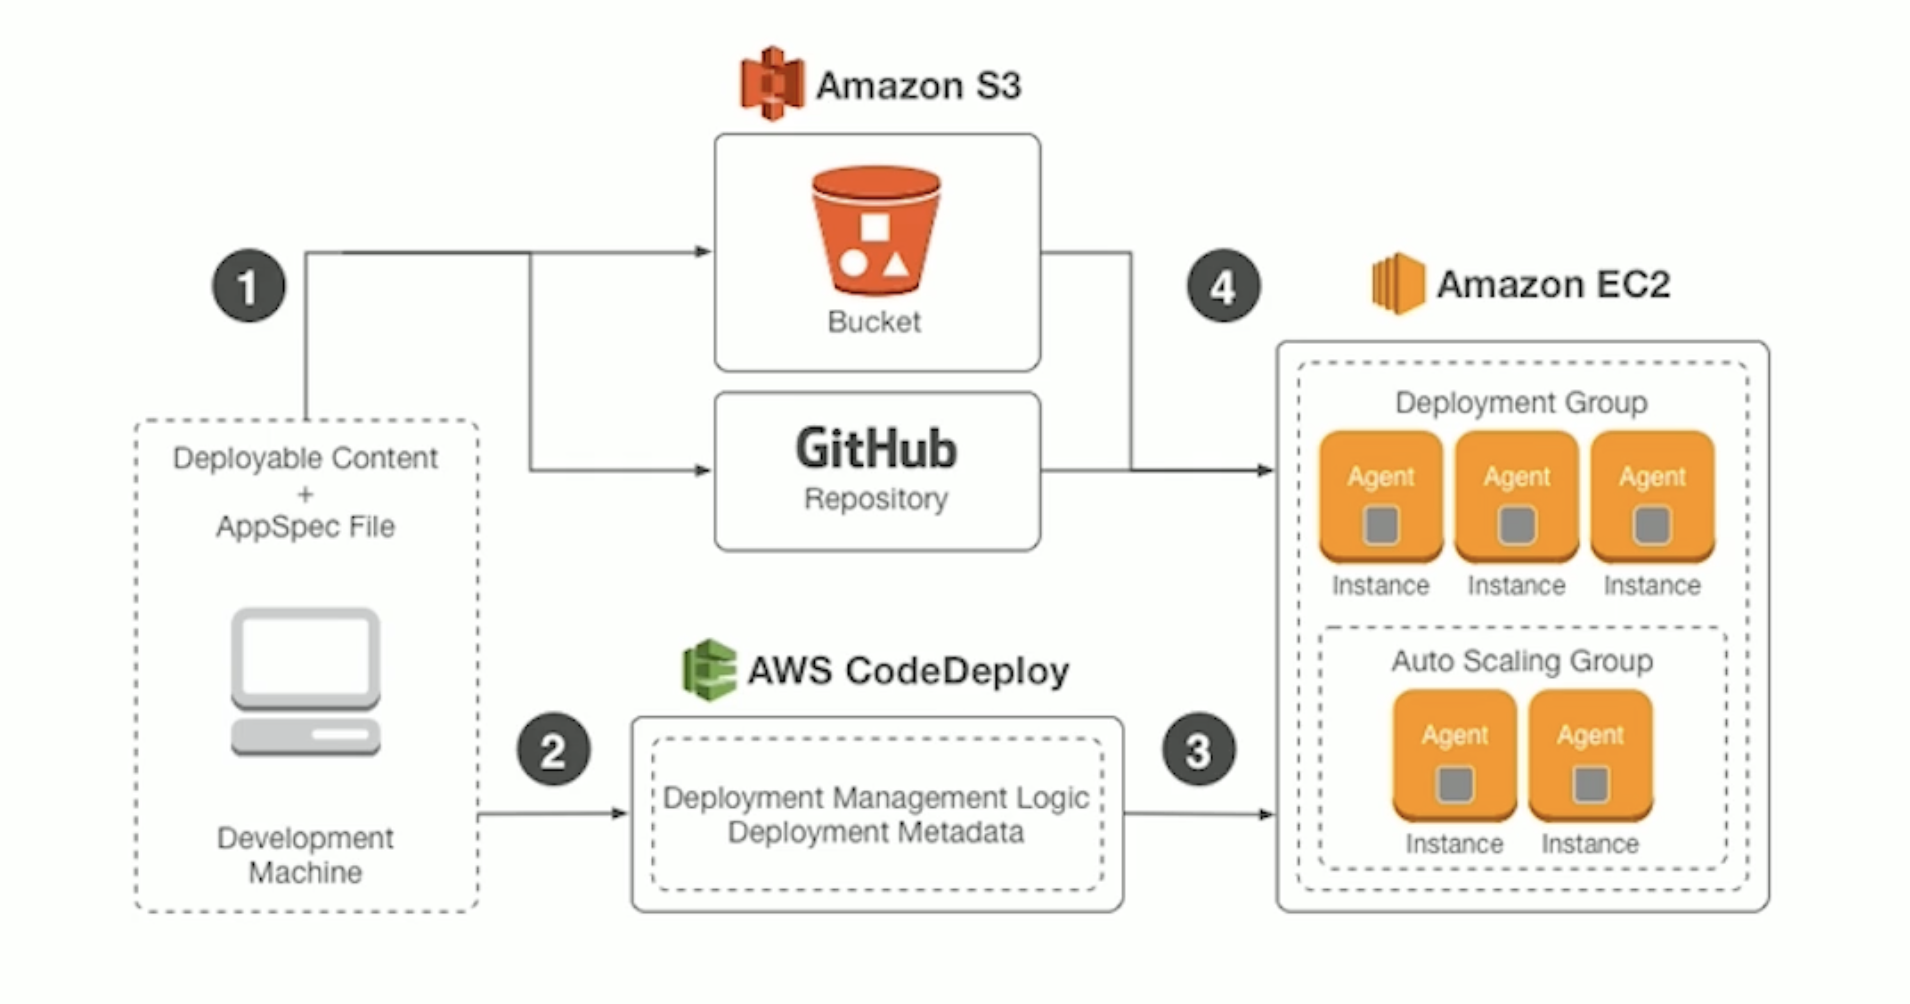 Amazon S3
1
Bucket
4
Amazon EC2
GitHub
Repository
Deployable Content
+
AppSpec File
Development
Machine
2
AWS CodeDeploy
Deployment Management Logic
Deployment Metadata
3
Deployment Group
Agent Agent Agent
Instance Instance Instance
Auto Scaling Group
Agent Agent
Instance Instance